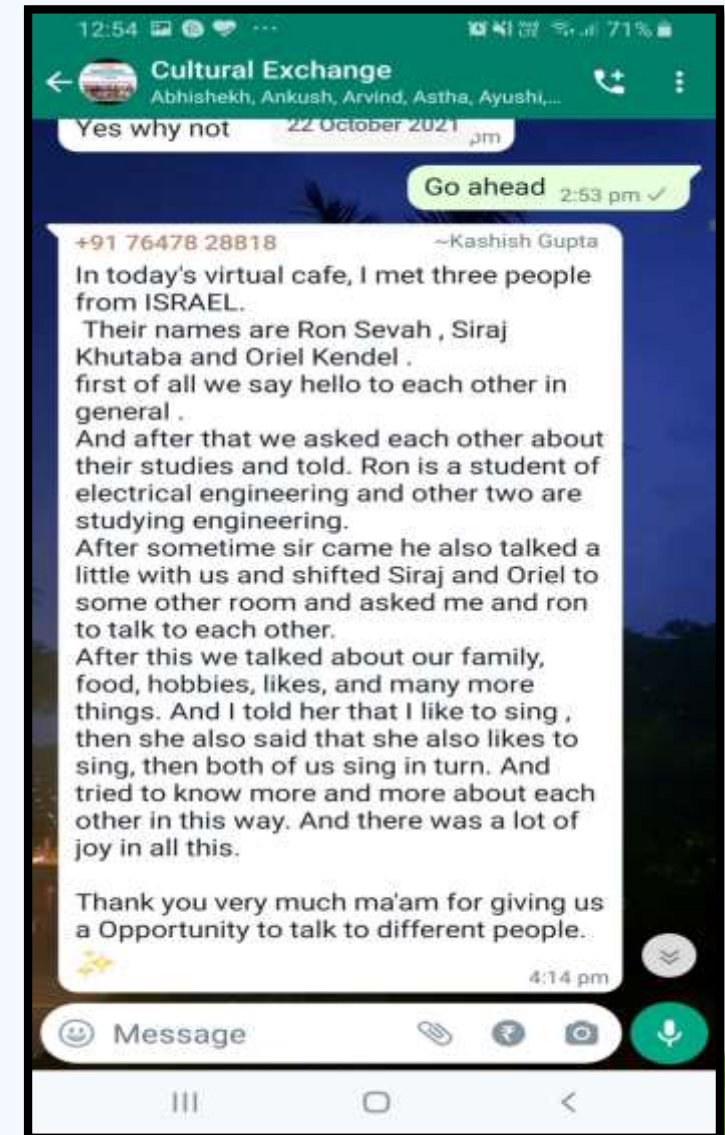 12:54 ... 71%
Cultural Exchange
Abhishekh, Ankush, Arvind, Astha, Ayushi,...
Yes why not pm
22 October 2021
Go ahead 2:53 pm
+91 76478 28818 ~Kashish Gupta
In today's virtual cafe, I met three people
from ISRAEL.
Their names are Ron Sevah , Siraj
Khutaba and Oriel Kendel .
first of all we say hello to each other in
general .
And after that we asked each other about
their studies and told. Ron is a student of
electrical engineering and other two are
studying engineering.
After sometime sir came he also talked a
little with us and shifted Siraj and Oriel to
some other room and asked me and ron
to talk to each other.
After this we talked about our family,
food, hobbies, likes, and many more
things. And I told her that I like to sing ,
then she also said that she also likes to
sing, then both of us sing in turn. And
tried to know more and more about each
other in this way. And there was a lot of
joy in all this.
Thank you very much ma'am for giving us
a Opportunity to talk to different people.
4:14 pm
Message